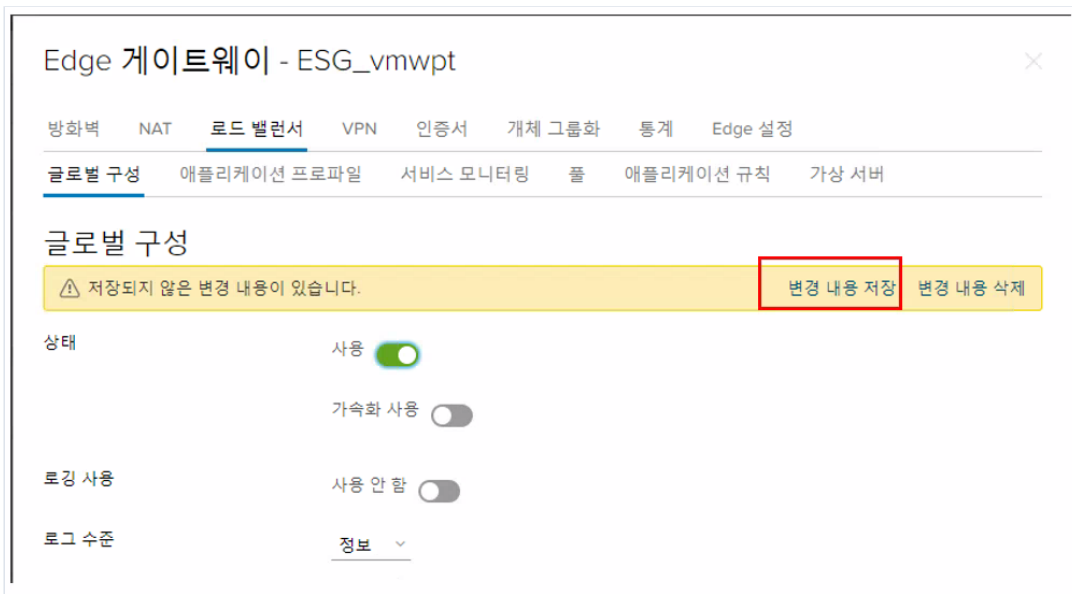 Edge 게이트웨이 - ESG_vmwpt
방화벽 NAT 로드 밸런서 VPN 인증서 개체 그룹화 통계 Edge 설정
글로벌 구성 애플리케이션 프로파일 서비스 모니터링 풀 애플리케이션 규칙 가상 서버
글로벌 구성
저장되지 않은 변경 내용이 있습니다. 변경 내용 저장 변경 내용 삭제
상태 사용
가속화 사용
로깅 사용 사용 안 함
로그 수준 정보